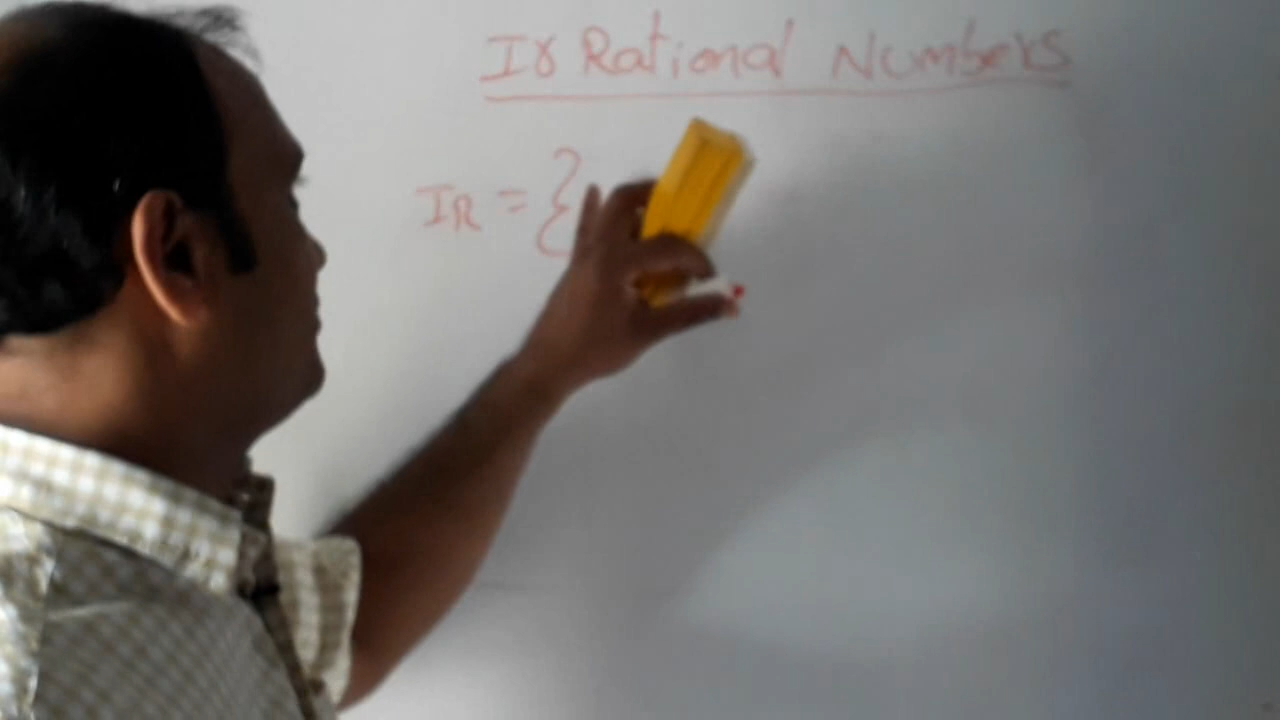 Ir Rational Numbers
IR = {